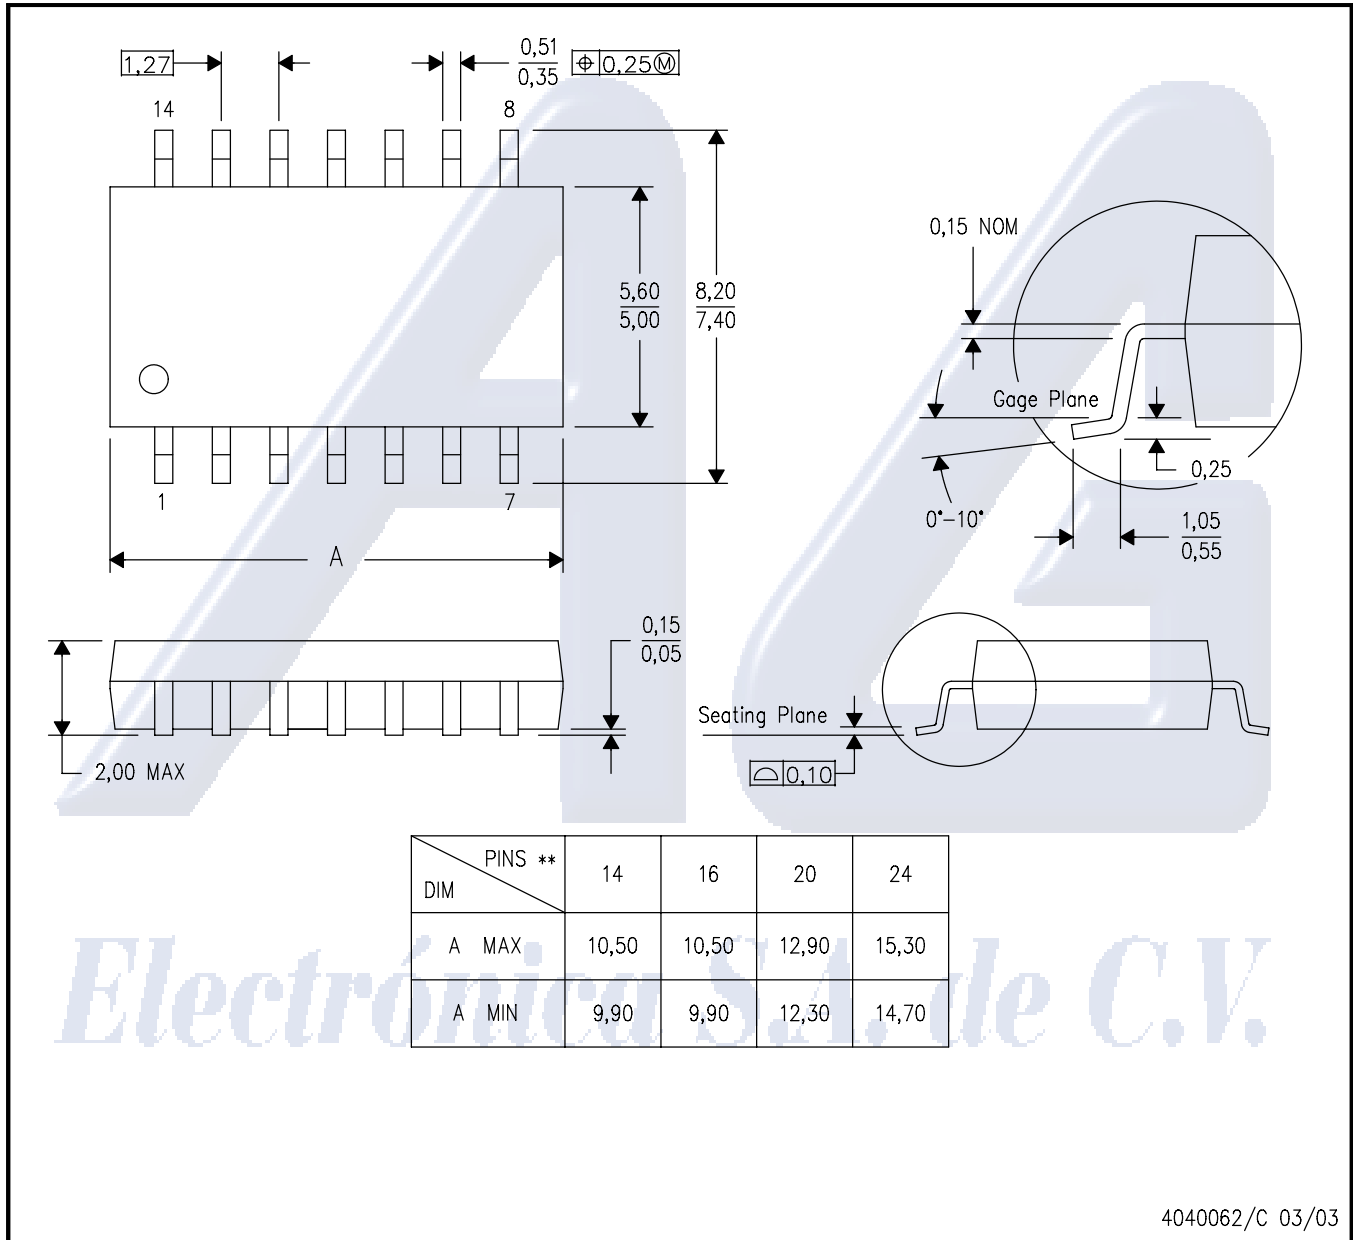 1,27
0,51
0,35
⌖ 0,25Ⓜ
14
8
5,60
5,00
8,20
7,40
1
7
A
0,15 NOM
Gage Plane
0,25
0°–10°
1,05
0,55
0,15
0,05
2,00 MAX
Seating Plane
⌓ 0,10
PINS **
DIM
14 16 20 24
A MAX 10,50 10,50 12,90 15,30
A MIN 9,90 9,90 12,30 14,70
AG
Electrónica S.A. de C.V.
4040062/C 03/03